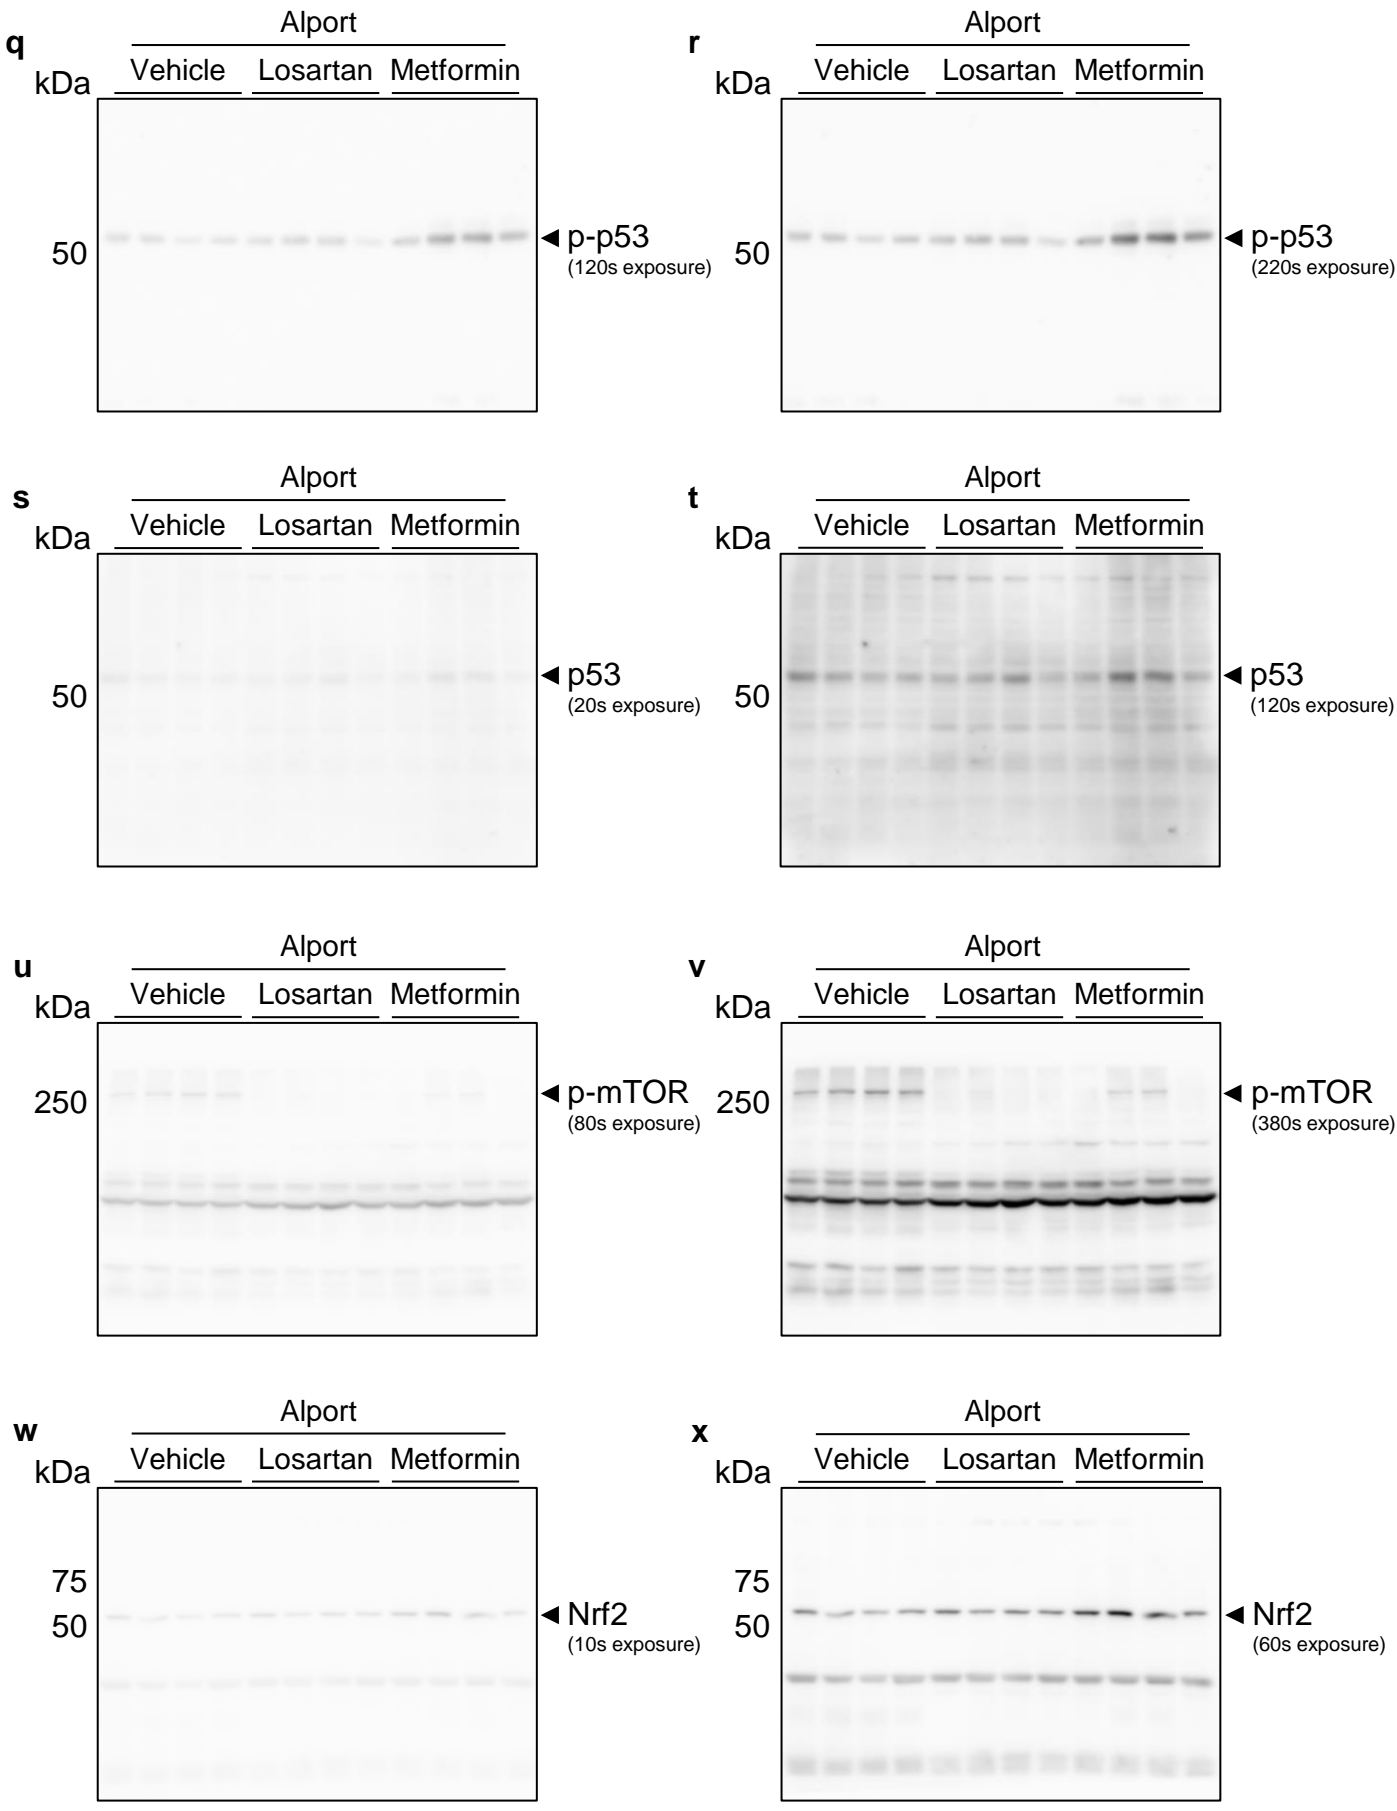 q
Alport
Vehicle Losartan Metformin
kDa
50
p-p53
(120s exposure)
r
Alport
Vehicle Losartan Metformin
kDa
50
p-p53
(220s exposure)
s
Alport
Vehicle Losartan Metformin
kDa
50
p53
(20s exposure)
t
Alport
Vehicle Losartan Metformin
kDa
50
p53
(120s exposure)
u
Alport
Vehicle Losartan Metformin
kDa
250
p-mTOR
(80s exposure)
v
Alport
Vehicle Losartan Metformin
kDa
250
p-mTOR
(380s exposure)
w
Alport
Vehicle Losartan Metformin
kDa
75
50
Nrf2
(10s exposure)
x
Alport
Vehicle Losartan Metformin
kDa
75
50
Nrf2
(60s exposure)